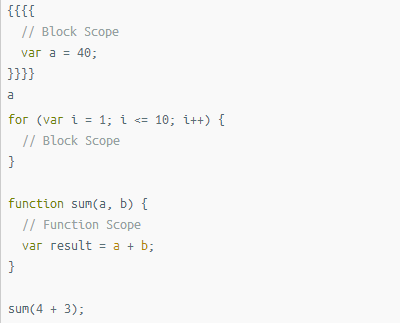 {{{{
// Block Scope
var a = 40;
}}}}
a
for (var i = 1; i <= 10; i++) {
// Block Scope
}
function sum(a, b) {
// Function Scope
var result = a + b;
}
sum(4 + 3);